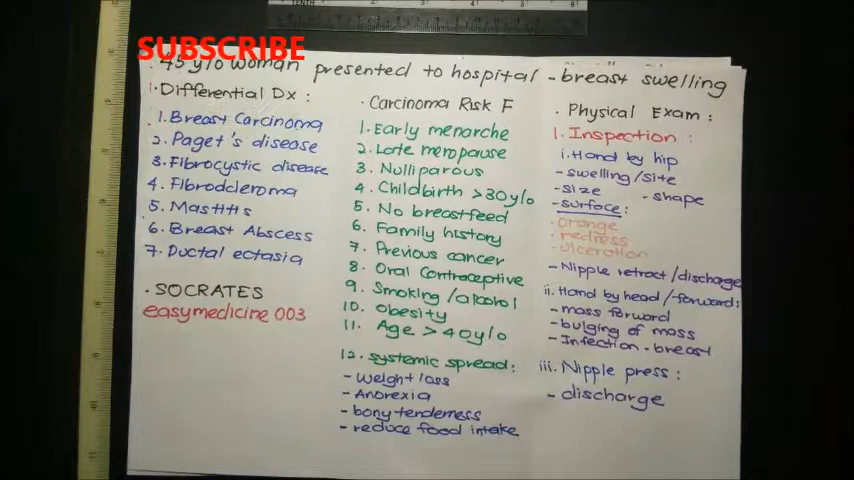 SUBSCRIBE
. 45 y/o woman presented to hospital - breast swelling
1. Differential Dx :
1. Breast Carcinoma
2. Paget's disease
3. Fibrocystic disease
4. Fibrodderoma
5. Mastitis
6. Breast Abscess
7. Ductal ectasia
. SOCRATES
easymedicine 003
. Carcinoma Risk F
1. Early menarche
2. Late menopause
3. Nulliparous
4. Childbirth >30y/o
5. No breastfeed
6. Family history
7. Previous cancer
8. Oral Contraceptive
9. Smoking/alcohol
10. obesity
11. Age > 40y/o
12. systemic spread:
- Weight loss
- Anorexia
- bony tenderness
- reduce food intake
. Physical Exam :
1. Inspection :
i. Hand by hip
- swelling/site
- size - shape
- surface :
. orange
. redness
. ulceration
- Nipple retract/discharge
ii. Hand by head/forward:
- mass forward
- bulging of mass
- Infection - breast
iii. Nipple press :
- discharge